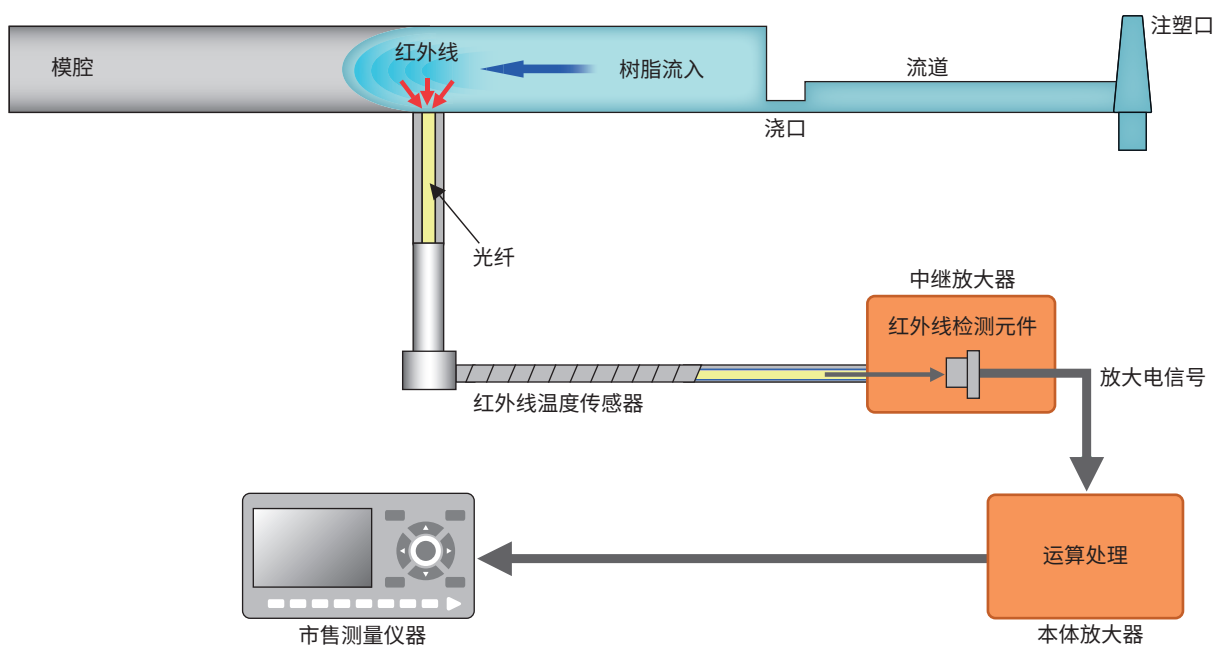 注塑口
红外线
模腔
树脂流入
流道
浇口
光纤
中继放大器
红外线检测元件
放大电信号
红外线温度传感器
运算处理
市售测量仪器
本体放大器